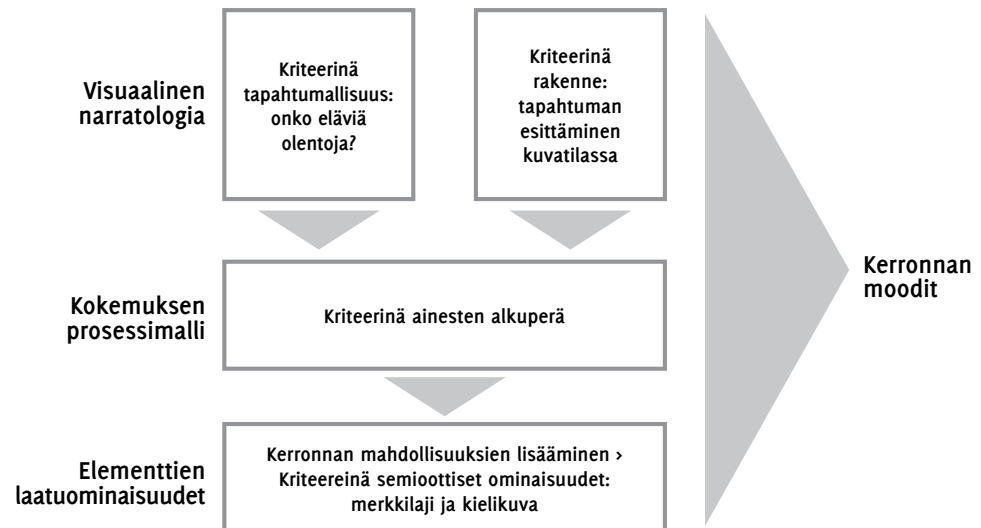 Visuaalinen
narratologia
Kriteerinä
tapahtumallisuus:
onko eläviä
olentoja?
Kriteerinä
rakenne:
tapahtuman
esittäminen
kuvatilassa
Kokemuksen
prosessimalli
Kriteerinä ainesten alkuperä
Elementtien
laatuominaisuudet
Kerronnan mahdollisuuksien lisääminen ›
Kriteereinä semioottiset ominaisuudet:
merkkilaji ja kielikuva
Kerronnan
moodit